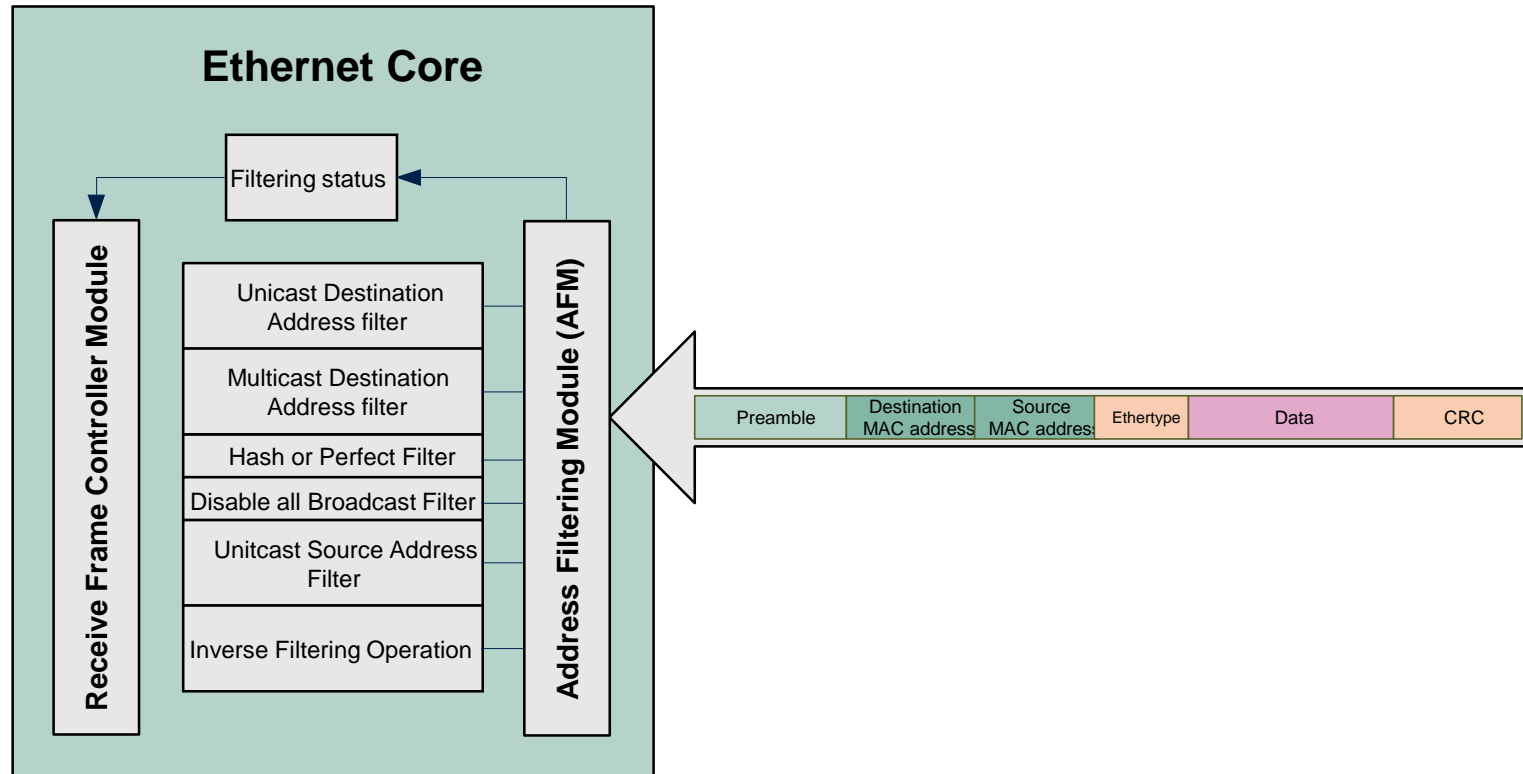 Ethernet Core
Filtering status
Receive Frame Controller Module
Unicast Destination
Address filter
Multicast Destination
Address filter
Hash or Perfect Filter
Disable all Broadcast Filter
Unitcast Source Address
Filter
Inverse Filtering Operation
Address Filtering Module (AFM)
Preamble
Destination
MAC address
Source
MAC address
Ethertype
Data
CRC